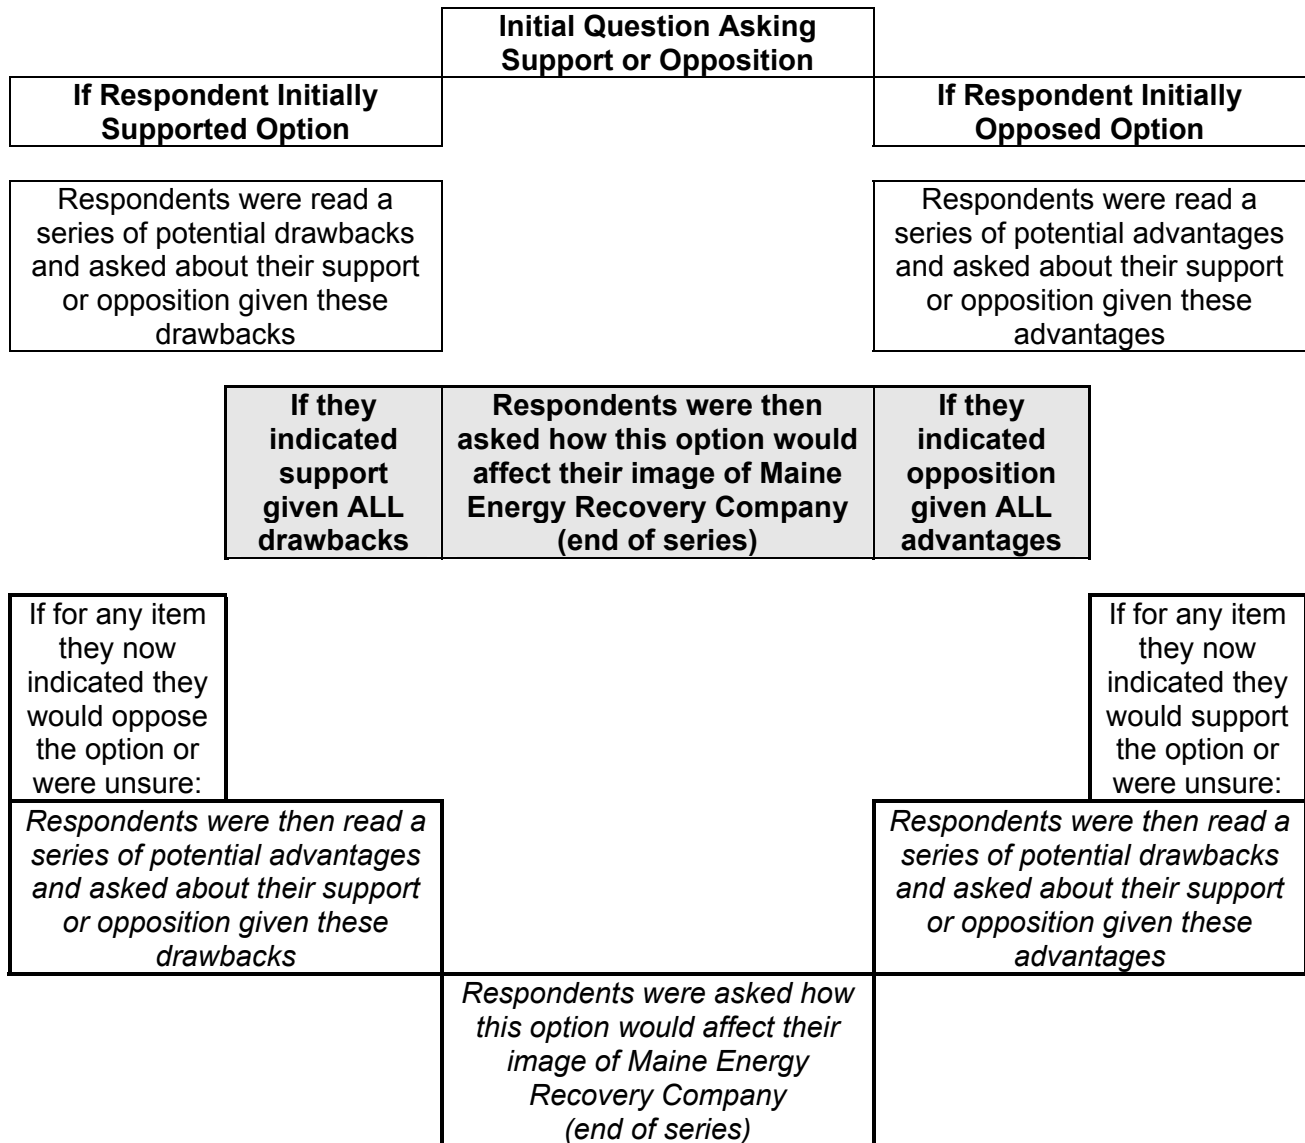 Initial Question Asking
Support or Opposition
If Respondent Initially
Supported Option
If Respondent Initially
Opposed Option
Respondents were read a
series of potential drawbacks
and asked about their support
or opposition given these
drawbacks
Respondents were read a
series of potential advantages
and asked about their support
or opposition given these
advantages
If they
indicated
support
given ALL
drawbacks
Respondents were then
asked how this option would
affect their image of Maine
Energy Recovery Company
(end of series)
If they
indicated
opposition
given ALL
advantages
If for any item
they now
indicated they
would oppose
the option or
were unsure:
If for any item
they now
indicated they
would support
the option or
were unsure:
Respondents were then read a
series of potential advantages
and asked about their support
or opposition given these
drawbacks
Respondents were then read a
series of potential drawbacks
and asked about their support
or opposition given these
advantages
Respondents were asked how
this option would affect their
image of Maine Energy
Recovery Company
(end of series)